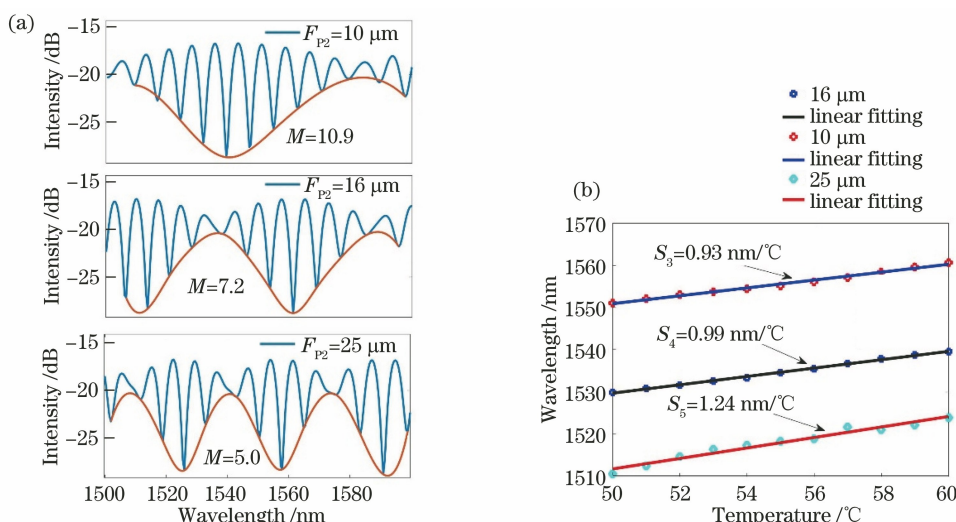 (a)
Intensity /dB
-15
-20
-25
F_P2=10 μm
M=10.9
Intensity /dB
-15
-20
-25
F_P2=16 μm
M=7.2
Intensity /dB
-15
-20
-25
F_P2=25 μm
M=5.0
1500 1520 1540 1560 1580
Wavelength /nm
16 μm
linear fitting
10 μm
linear fitting
25 μm
linear fitting
(b)
Wavelength /nm
1570
1560
1550
1540
1530
1520
1510
S3=0.93 nm/℃
S4=0.99 nm/℃
S5=1.24 nm/℃
50 52 54 56 58 60
Temperature /℃